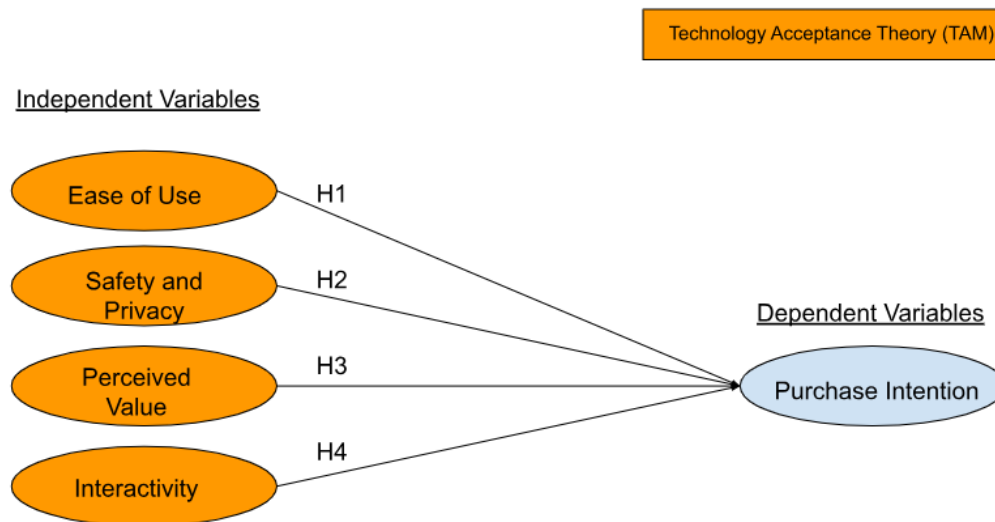 Technology Acceptance Theory (TAM)
Independent Variables
Ease of Use
H1
Safety and
Privacy
H2
Dependent Variables
Perceived
Value
H3
Purchase Intention
H4
Interactivity